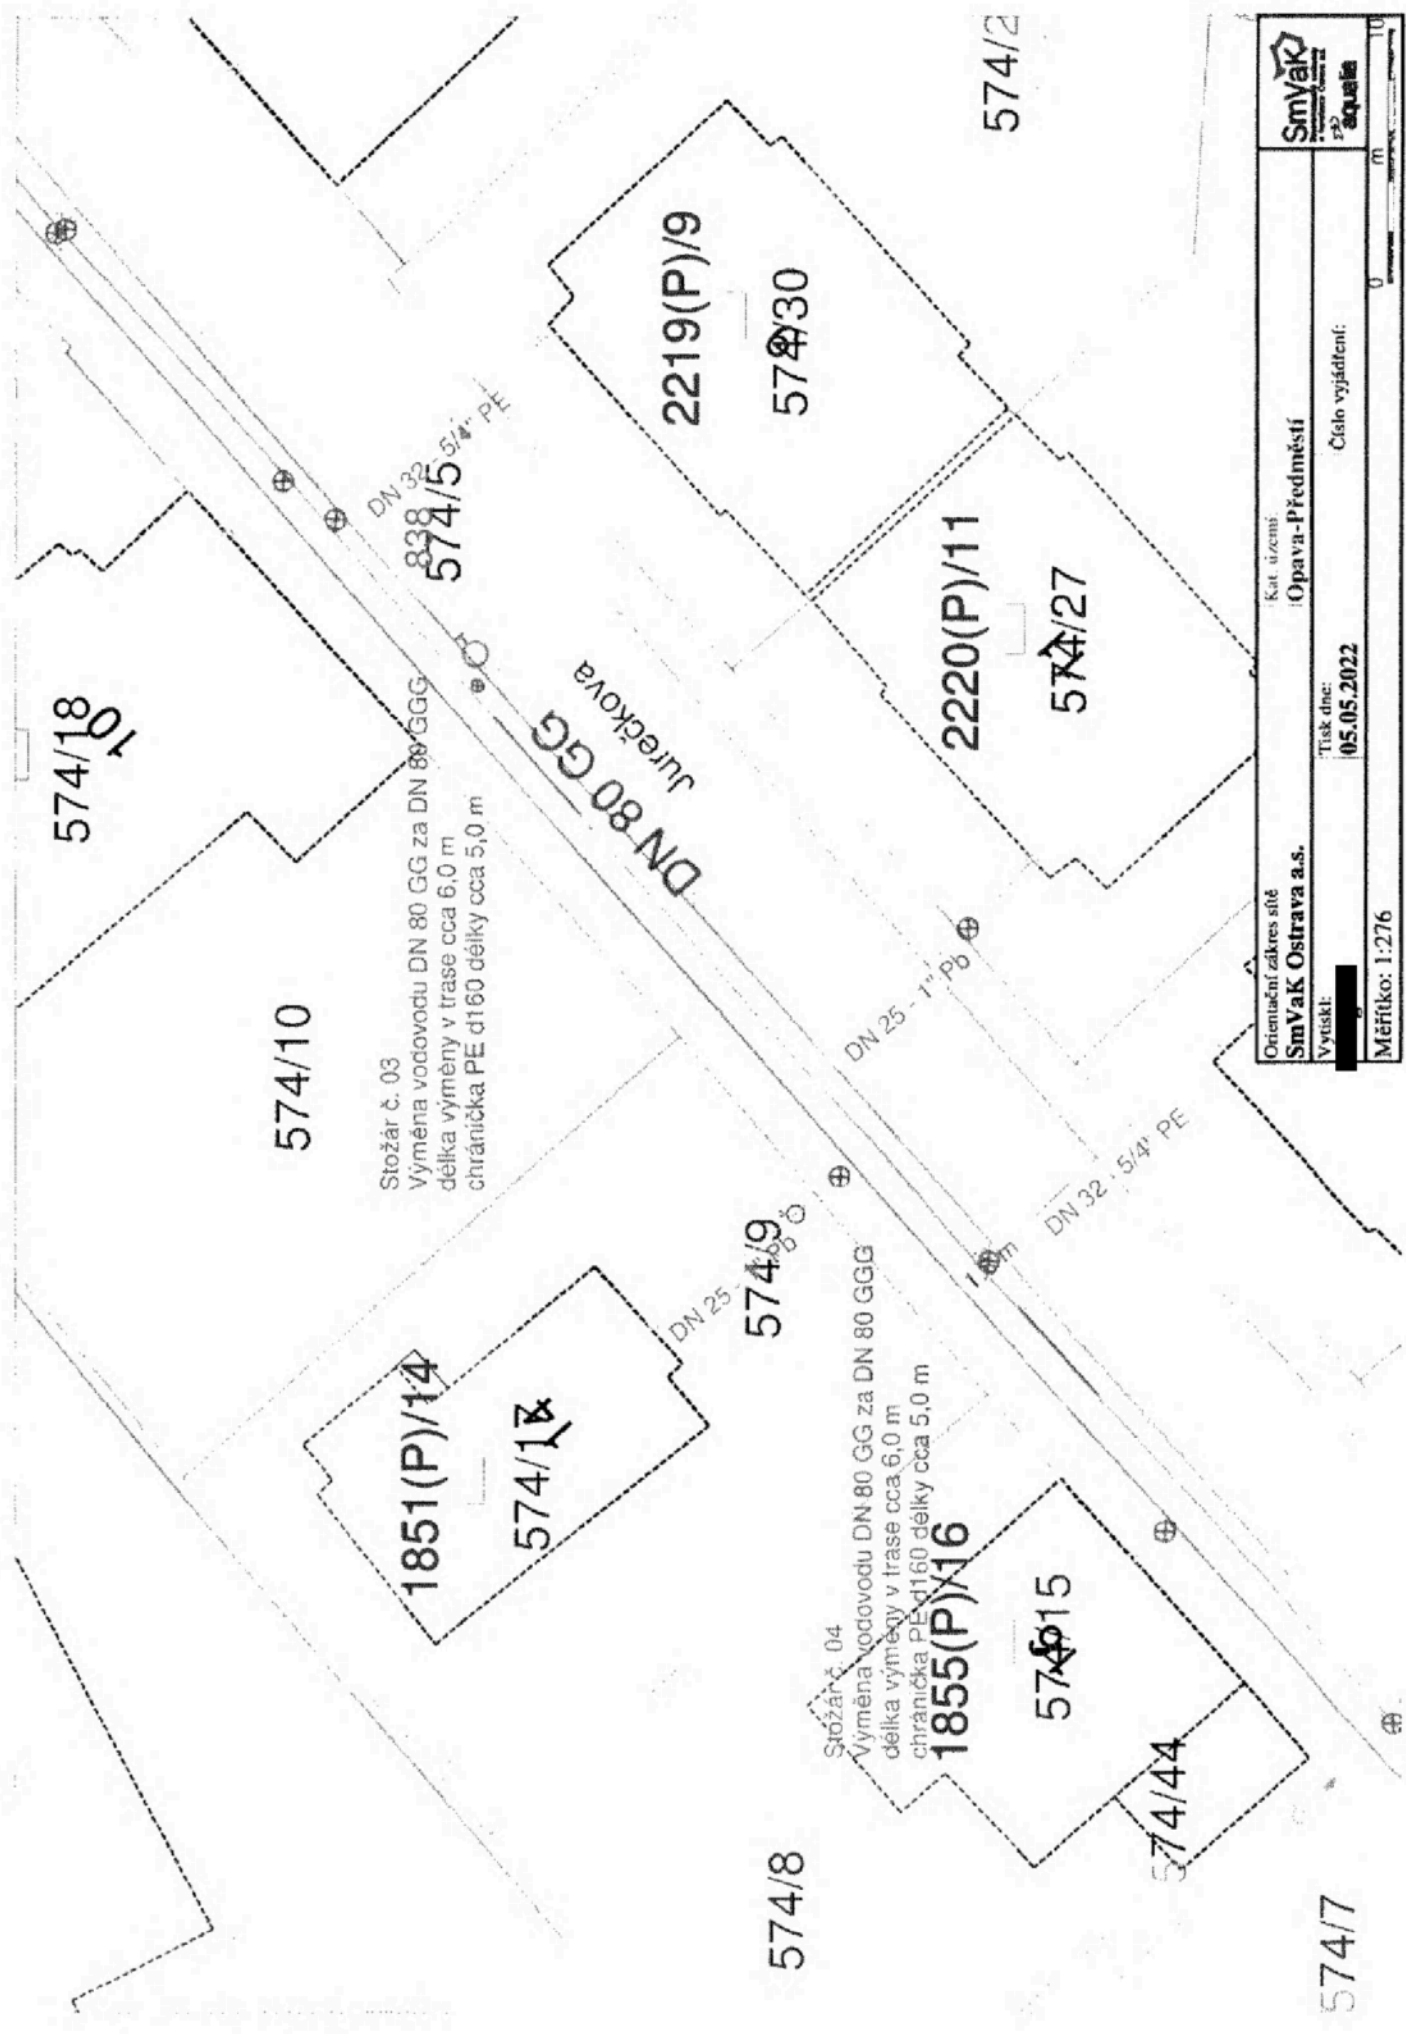 574/18
10
574/10
Stožár č. 03
Výměna vodovodu DN 80 GG za DN 80 GGG
délka výměny v trase cca 6,0 m
chránička PE d160 délky cca 5,0 m
574/2
2219(P)/9
574/30
9
DN 32 - 5/4" PE
838
574/5
DN 80 GG
Jurečkova
2220(P)/11
574/27
11
1851(P)/14
574/17
14
DN 25 - 1" Pb
574/9
DN 25 - 1" Pb
DN 32 - 5/4" PE
Stožár č. 04
Výměna vodovodu DN 80 GG za DN 80 GGG
délka výměny v trase cca 6,0 m
chránička PE d160 délky cca 5,0 m
1855(P)/16
574/15
16
574/44
574/8
574/7
Orientační zákres sítě
SmVaK Ostrava a.s.
Kat. území:
Opava-Předměstí
SmVaK
aqualia
Vytiskl:
Tisk dne:
05.05.2022
Číslo vyjádření:
Měřítko: 1:276
0
m
10